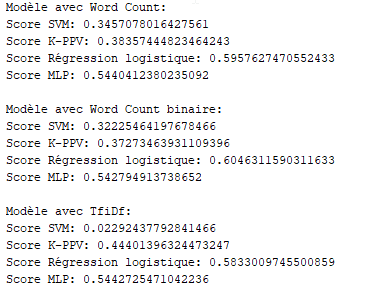 Modèle avec Word Count:
Score SVM: 0.3457078016427561
Score K-PPV: 0.38357444823464243
Score Régression logistique: 0.5957627470552433
Score MLP: 0.5440412380235092
Modèle avec Word Count binaire:
Score SVM: 0.32225464197678466
Score K-PPV: 0.37273463931109396
Score Régression logistique: 0.6046311590311633
Score MLP: 0.542794913738652
Modèle avec TfiDf:
Score SVM: 0.02292437792841466
Score K-PPV: 0.44401396324473247
Score Régression logistique: 0.5833009745500859
Score MLP: 0.5442725471042236